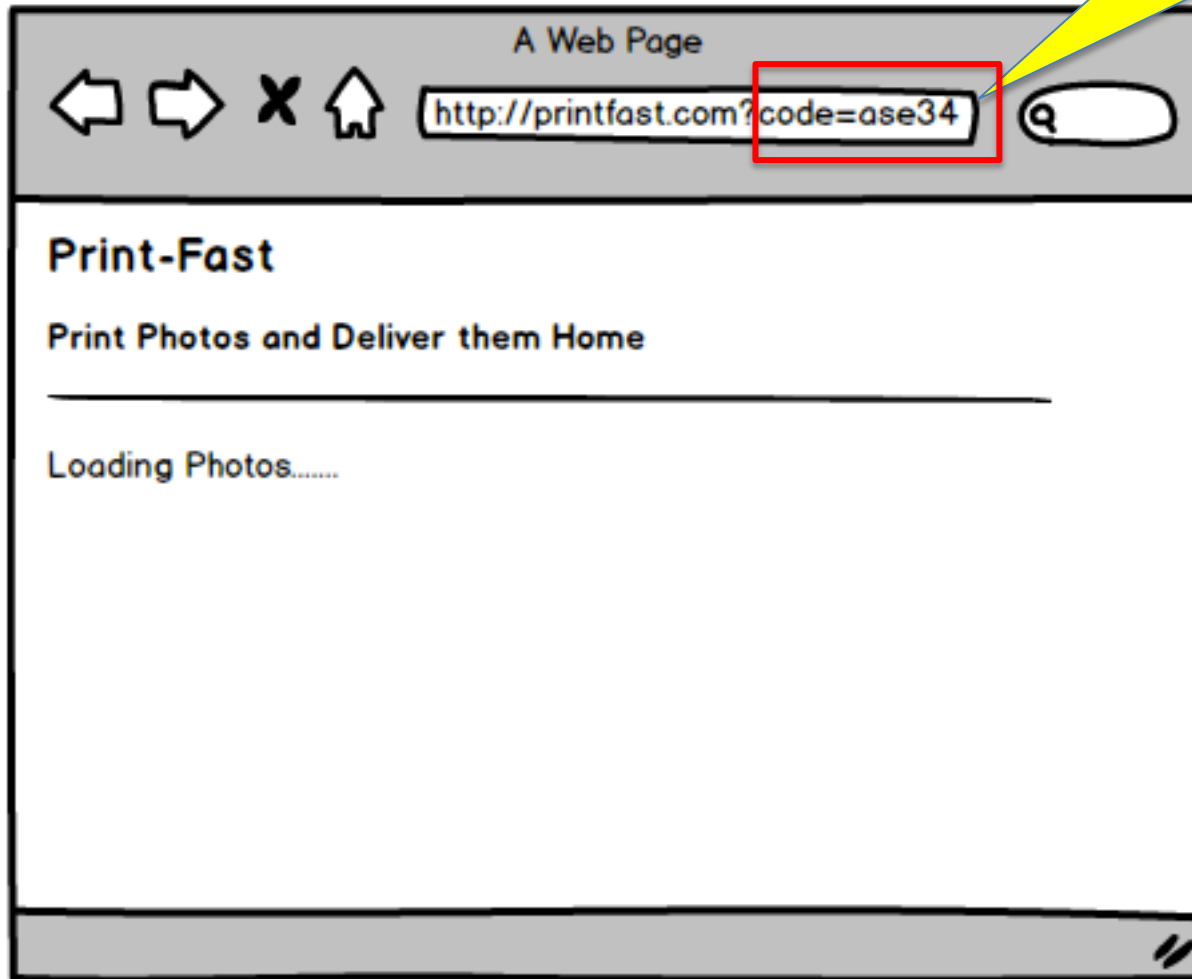 A Web Page
http://printfast.com?code=ase34
Print-Fast
Print Photos and Deliver them Home
Loading Photos.......